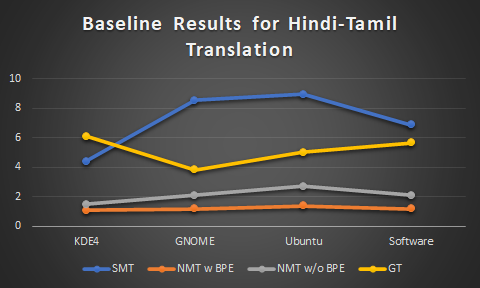 Baseline Results for Hindi-Tamil
Translation
10
8
6
4
2
0
KDE4 GNOME Ubuntu Software
SMT NMT w BPE NMT w/o BPE GT